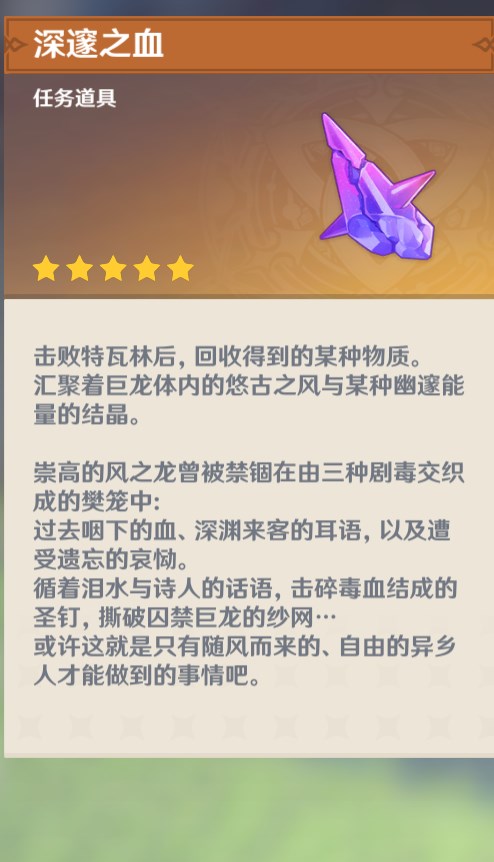 深邃之血
任务道具
击败特瓦林后，回收得到的某种物质。
汇聚着巨龙体内的悠古之风与某种幽邃能
量的结晶。
崇高的风之龙曾被禁锢在由三种剧毒交织
成的樊笼中：
过去咽下的血、深渊来客的耳语，以及遭
受遗忘的哀恸。
循着泪水与诗人的话语，击碎毒血结成的
圣钉，撕破囚禁巨龙的纱网…
或许这就是只有随风而来的、自由的异乡
人才能做到的事情吧。